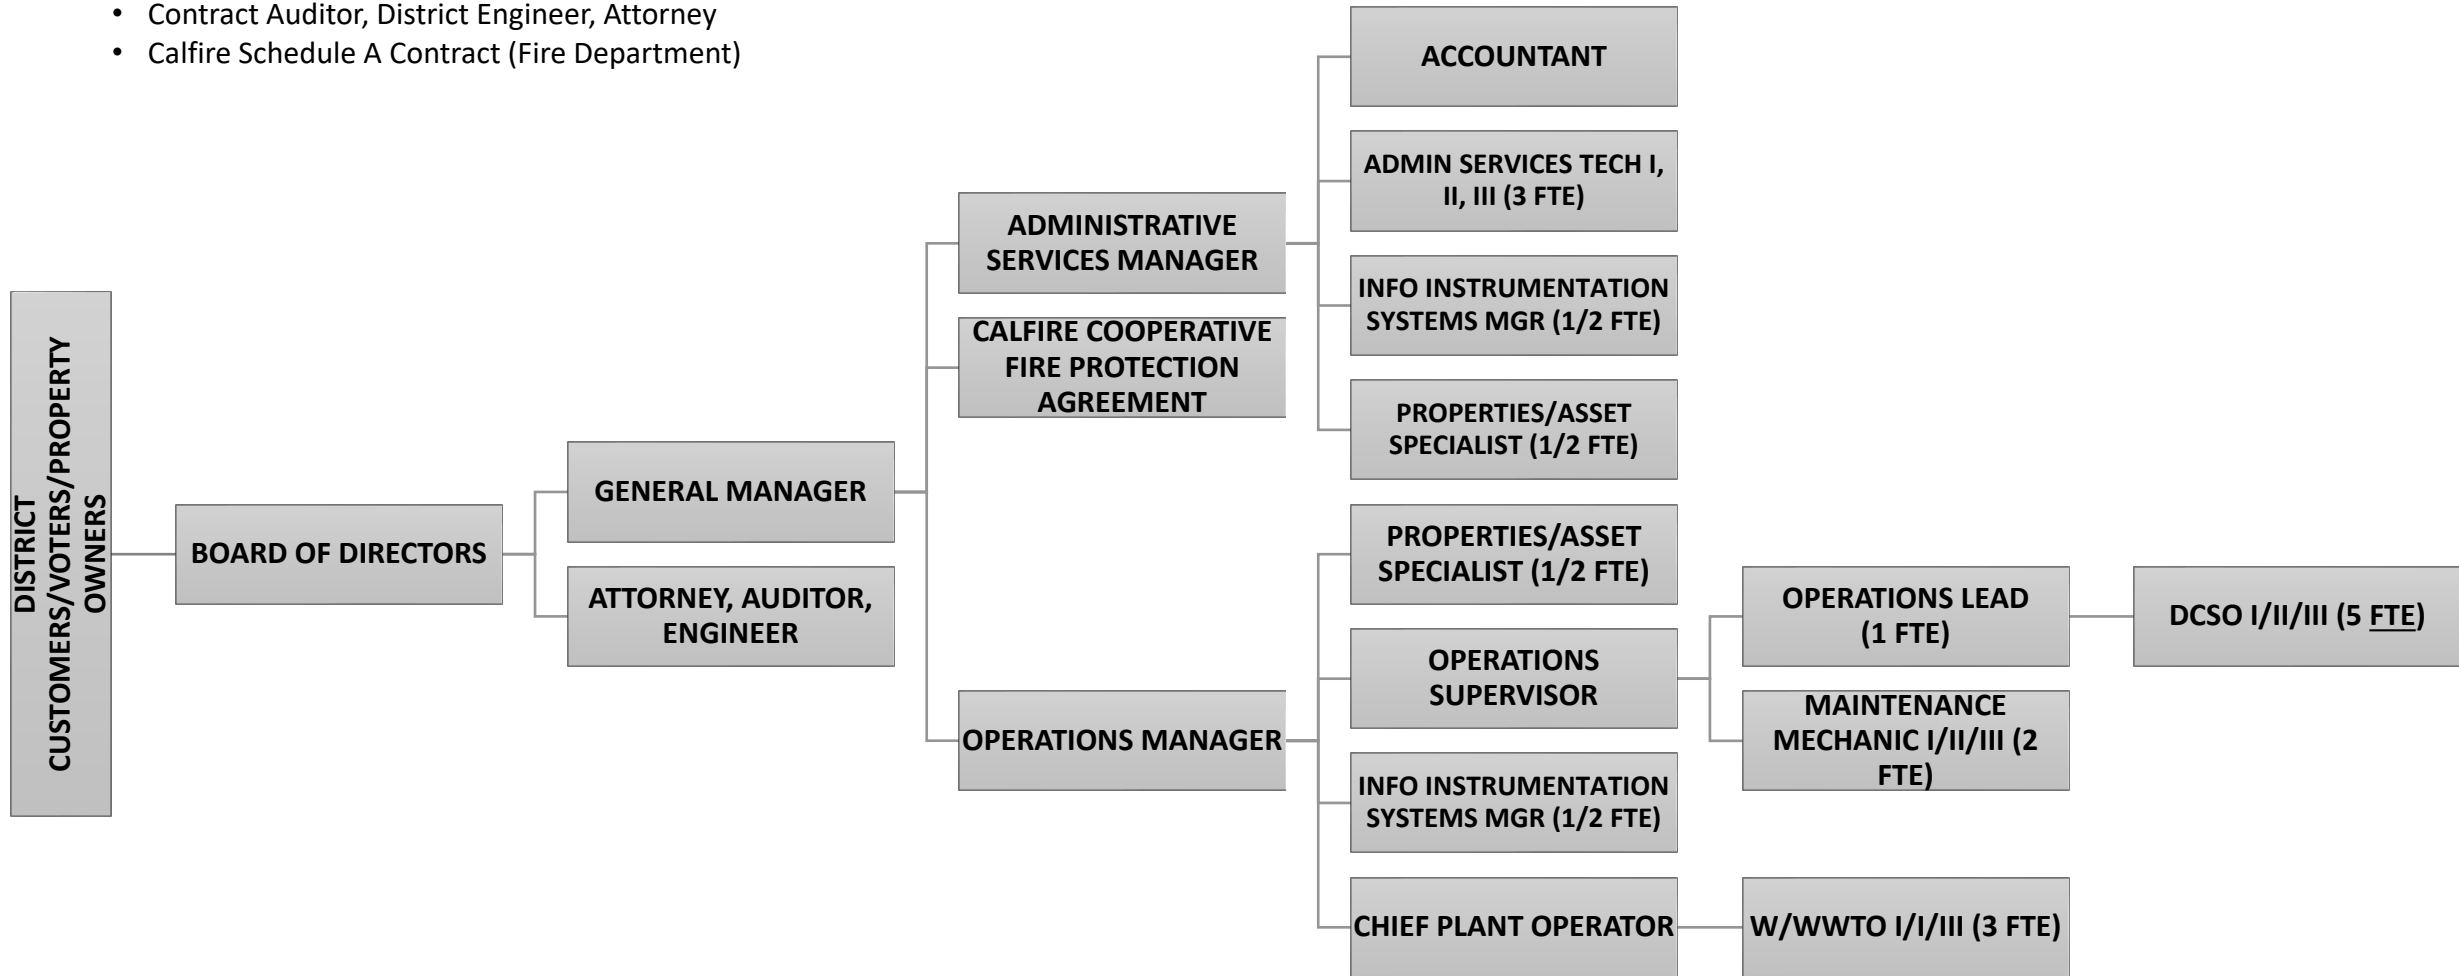 • Contract Auditor, District Engineer, Attorney
• Calfire Schedule A Contract (Fire Department)
DISTRICT
CUSTOMERS/VOTERS/PROPERTY
OWNERS
BOARD OF DIRECTORS
GENERAL MANAGER
ATTORNEY, AUDITOR,
ENGINEER
ADMINISTRATIVE
SERVICES MANAGER
CALFIRE COOPERATIVE
FIRE PROTECTION
AGREEMENT
OPERATIONS MANAGER
ACCOUNTANT
ADMIN SERVICES TECH I,
II, III (3 FTE)
INFO INSTRUMENTATION
SYSTEMS MGR (1/2 FTE)
PROPERTIES/ASSET
SPECIALIST (1/2 FTE)
PROPERTIES/ASSET
SPECIALIST (1/2 FTE)
OPERATIONS
SUPERVISOR
INFO INSTRUMENTATION
SYSTEMS MGR (1/2 FTE)
CHIEF PLANT OPERATOR
OPERATIONS LEAD
(1 FTE)
MAINTENANCE
MECHANIC I/II/III (2
FTE)
W/WWTO I/I/III (3 FTE)
DCSO I/II/III (5 FTE)